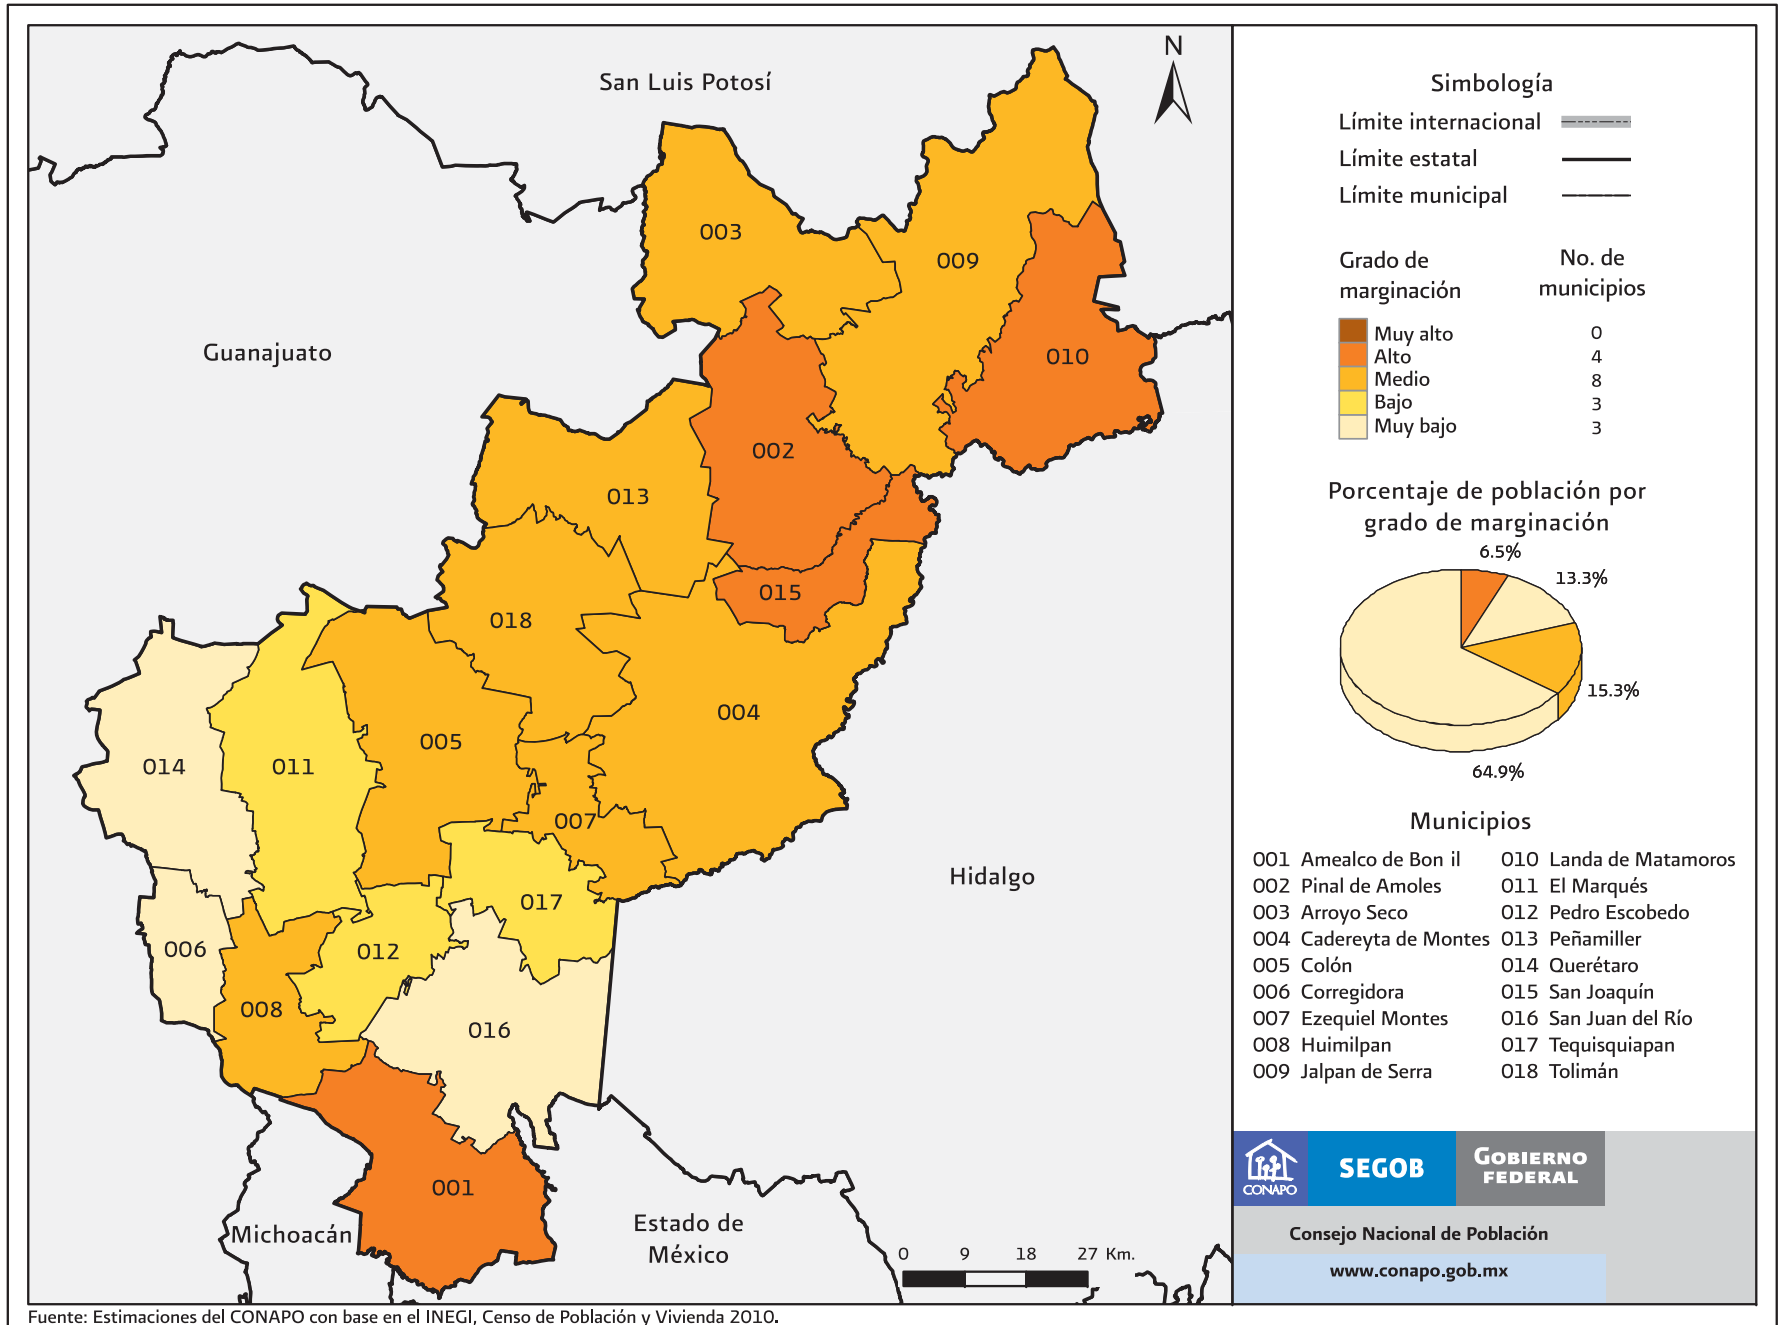 San Luis Potosí
N
Guanajuato
Hidalgo
Michoacán
Estado de
México
003
009
010
002
013
015
018
004
005
014
011
007
017
006
012
008
016
001
0 9 18 27 Km.
Simbología
Límite internacional
Límite estatal
Límite municipal
Grado de
marginación
No. de
municipios
Muy alto 0
Alto 4
Medio 8
Bajo 3
Muy bajo 3
Porcentaje de población por
grado de marginación
6.5%
13.3%
15.3%
64.9%
Municipios
001 Amealco de Bon il
002 Pinal de Amoles
003 Arroyo Seco
004 Cadereyta de Montes
005 Colón
006 Corregidora
007 Ezequiel Montes
008 Huimilpan
009 Jalpan de Serra
010 Landa de Matamoros
011 El Marqués
012 Pedro Escobedo
013 Peñamiller
014 Querétaro
015 San Joaquín
016 San Juan del Río
017 Tequisquiapan
018 Tolimán
CONAPO
SEGOB
GOBIERNO
FEDERAL
Consejo Nacional de Población
www.conapo.gob.mx
Fuente: Estimaciones del CONAPO con base en el INEGI, Censo de Población y Vivienda 2010.